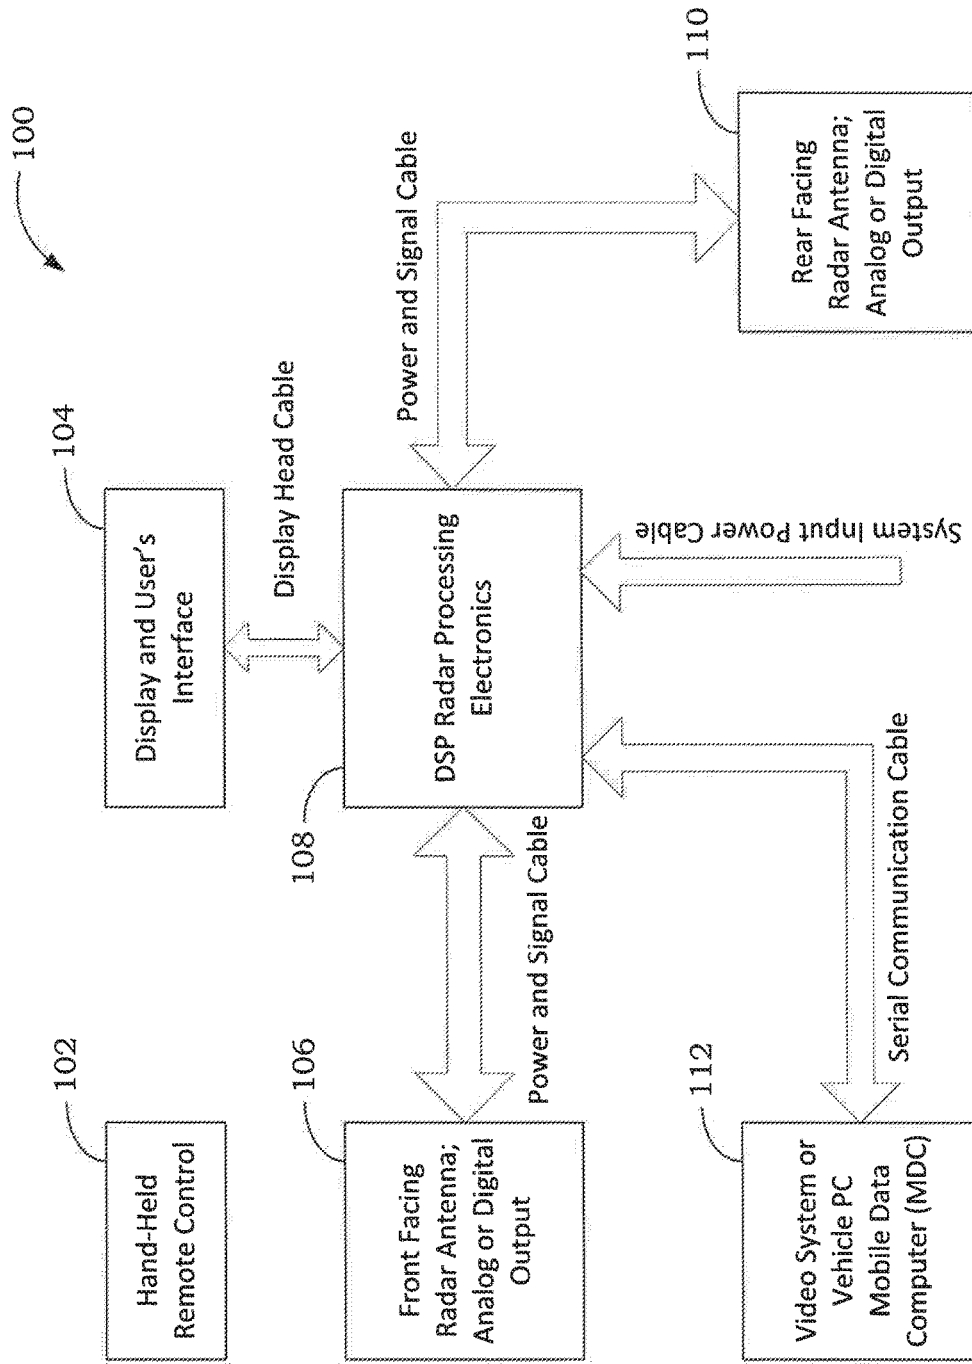 100
102
Hand-Held
Remote Control
104
Display and User's
Interface
Display Head Cable
106
Front Facing
Radar Antenna;
Analog or Digital
Output
Power and Signal Cable
108
DSP Radar Processing
Electronics
Power and Signal Cable
110
Rear Facing
Radar Antenna;
Analog or Digital
Output
System Input Power Cable
112
Video System or
Vehicle PC
Mobile Data
Computer (MDC)
Serial Communication Cable